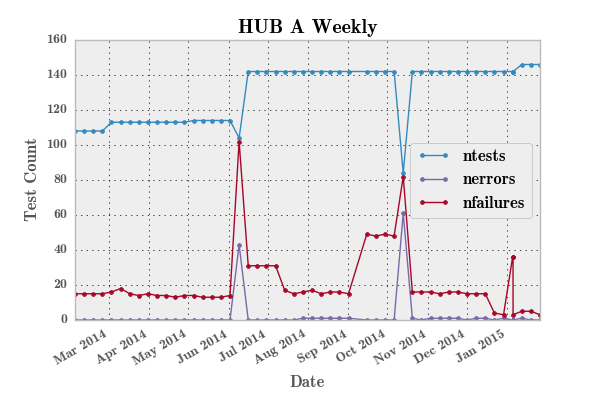 HUB A Weekly
160
140
120
100
80
60
40
20
0
Test Count
ntests
nerrors
nfailures
Mar 2014
Apr 2014
May 2014
Jun 2014
Jul 2014
Aug 2014
Sep 2014
Oct 2014
Nov 2014
Dec 2014
Jan 2015
Date